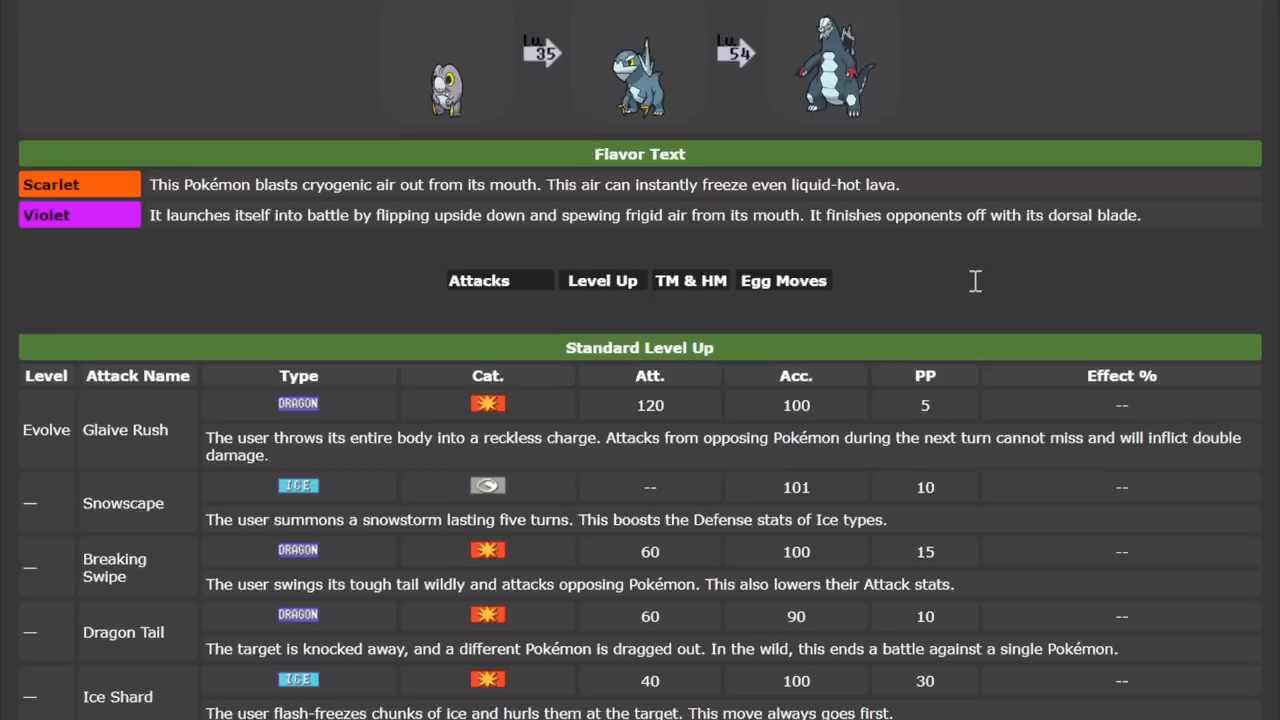 Lv. 35 Lv. 54
Flavor Text
Scarlet This Pokémon blasts cryogenic air out from its mouth. This air can instantly freeze even liquid-hot lava.
Violet It launches itself into battle by flipping upside down and spewing frigid air from its mouth. It finishes opponents off with its dorsal blade.
Attacks Level Up TM & HM Egg Moves
Standard Level Up
Level Attack Name Type Cat. Att. Acc. PP Effect %
DRAGON 120 100 5 --
Evolve Glaive Rush
The user throws its entire body into a reckless charge. Attacks from opposing Pokémon during the next turn cannot miss and will inflict double
damage.
ICE -- 101 10 --
— Snowscape
The user summons a snowstorm lasting five turns. This boosts the Defense stats of Ice types.
DRAGON 60 100 15 --
— Breaking
Swipe
The user swings its tough tail wildly and attacks opposing Pokémon. This also lowers their Attack stats.
DRAGON 60 90 10 --
— Dragon Tail
The target is knocked away, and a different Pokémon is dragged out. In the wild, this ends a battle against a single Pokémon.
ICE 40 100 30 --
— Ice Shard
The user flash-freezes chunks of ice and hurls them at the target. This move always goes first.